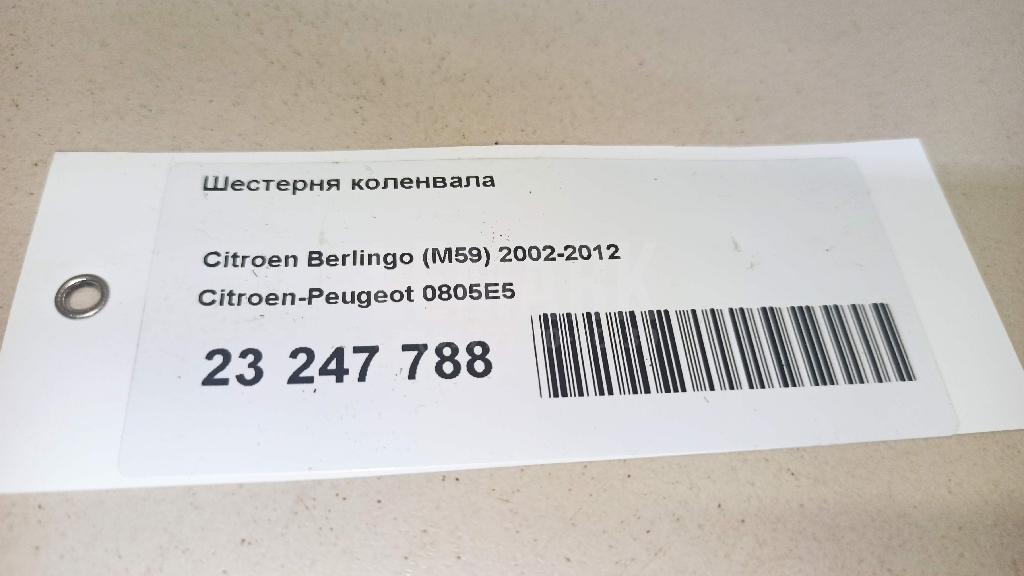 Шестерня коленвала
Citroen Berlingo (M59) 2002-2012
Citroen-Peugeot 0805E5
23 247 788